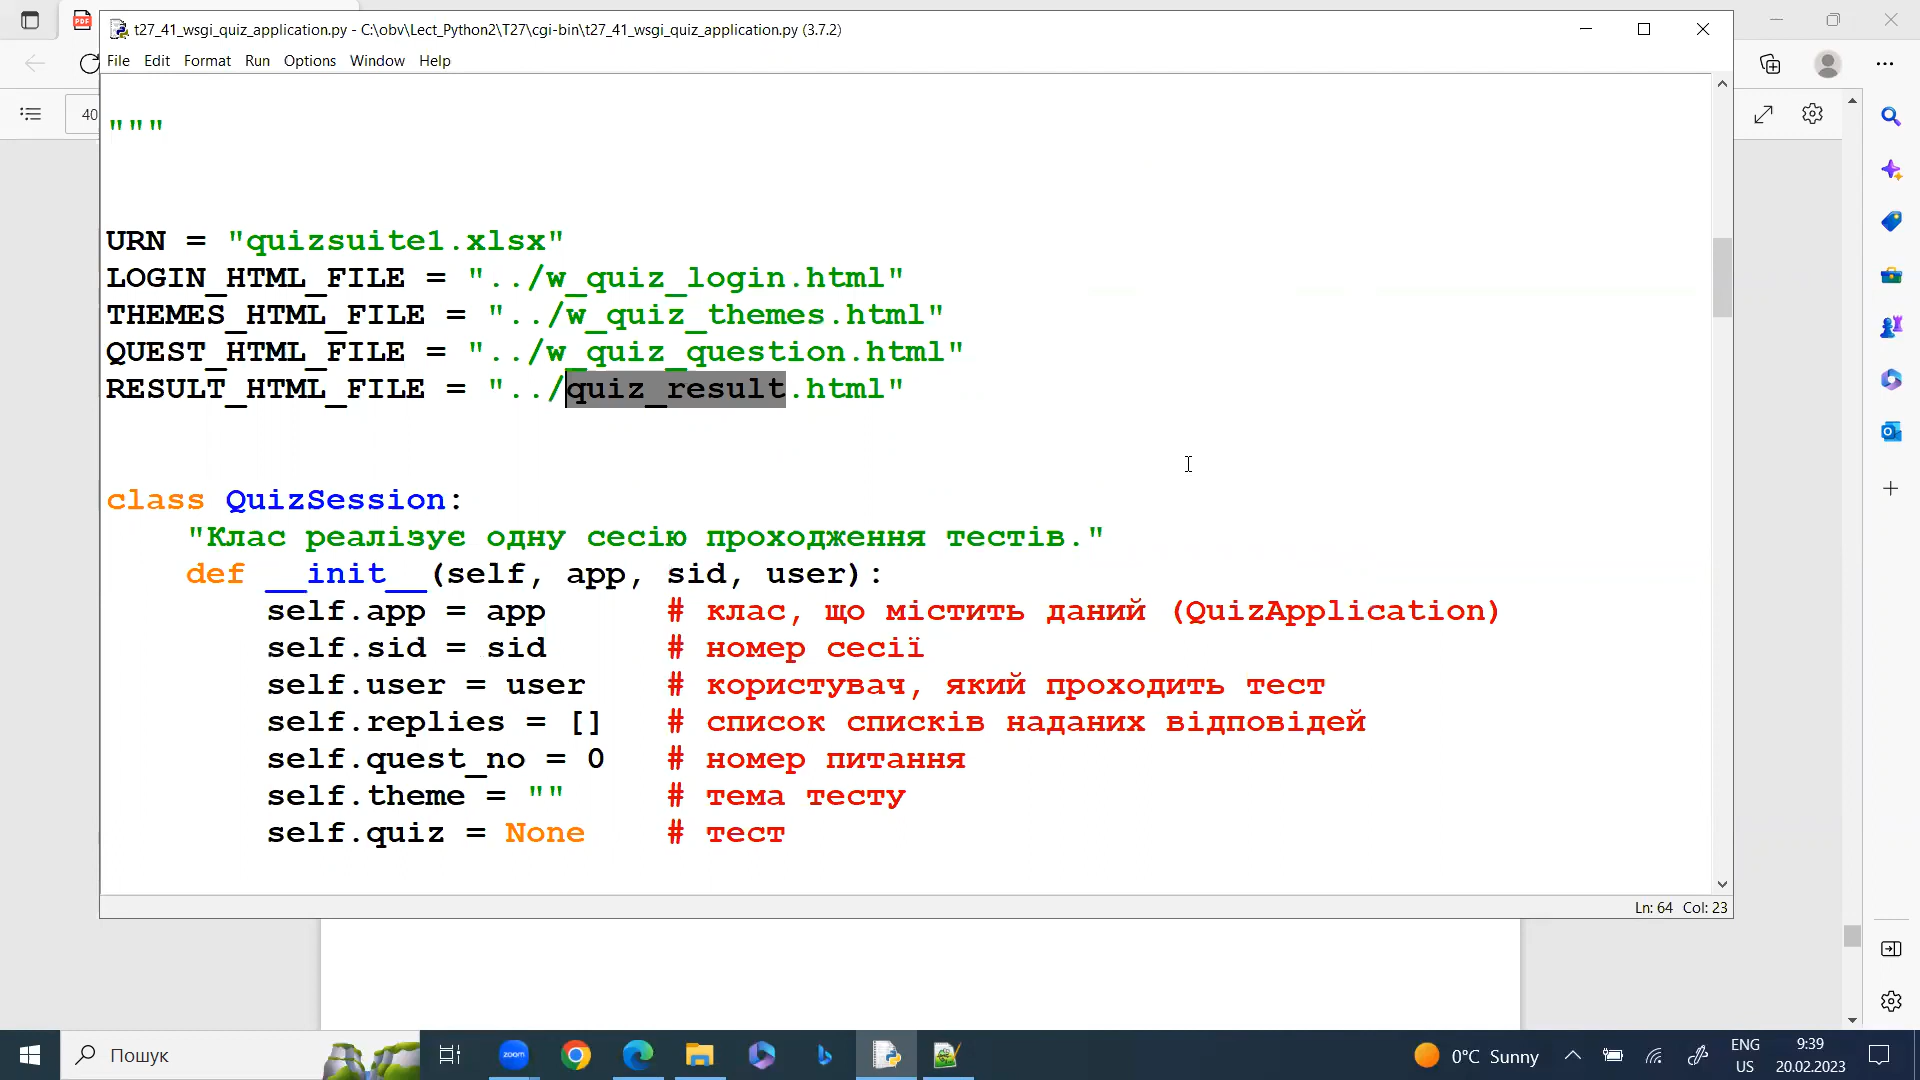 t27_41_wsgi_quiz_application.py - C:\obv\Lect_Python2\T27\cgi-bin\t27_41_wsgi_quiz_application.py (3.7.2)
File Edit Format Run Options Window Help
40
"""
URN = "quizsuite1.xlsx"
LOGIN_HTML_FILE = "../w_quiz_login.html"
THEMES_HTML_FILE = "../w_quiz_themes.html"
QUEST_HTML_FILE = "../w_quiz_question.html"
RESULT_HTML_FILE = "../quiz_result.html"
class QuizSession:
"Клас реалізує одну сесію проходження тестів."
def __init__(self, app, sid, user):
self.app = app # клас, що містить даний (QuizApplication)
self.sid = sid # номер сесії
self.user = user # користувач, який проходить тест
self.replies = [] # список списків наданих відповідей
self.quest_no = 0 # номер питання
self.theme = "" # тема тесту
self.quiz = None # тест
Ln: 64 Col: 23
Пошук
zoom
0°C Sunny
ENG
US
9:39
20.02.2023